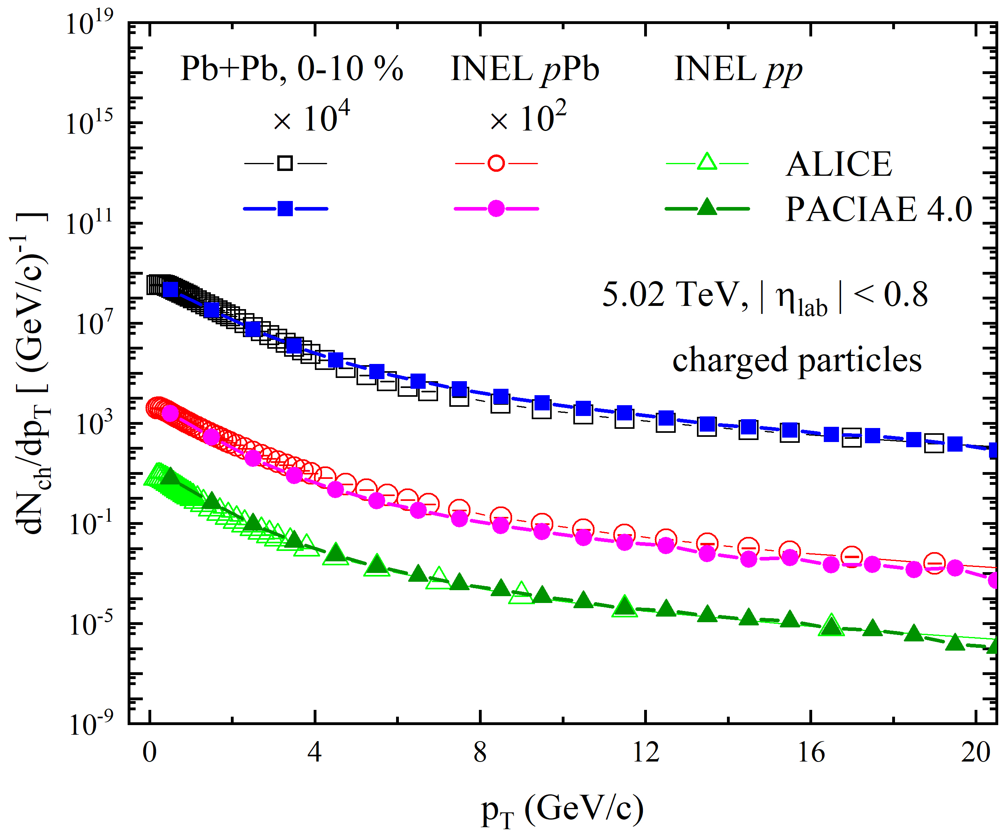 10^19
10^15
10^11
10^7
10^3
10^-1
10^-5
10^-9
dN_ch/dp_T [ (GeV/c)^-1 ]
Pb+Pb, 0-10 % INEL pPb INEL pp
× 10^4 × 10^2
ALICE
PACIAE 4.0
5.02 TeV, | η_lab | < 0.8
charged particles
0 4 8 12 16 20
p_T (GeV/c)